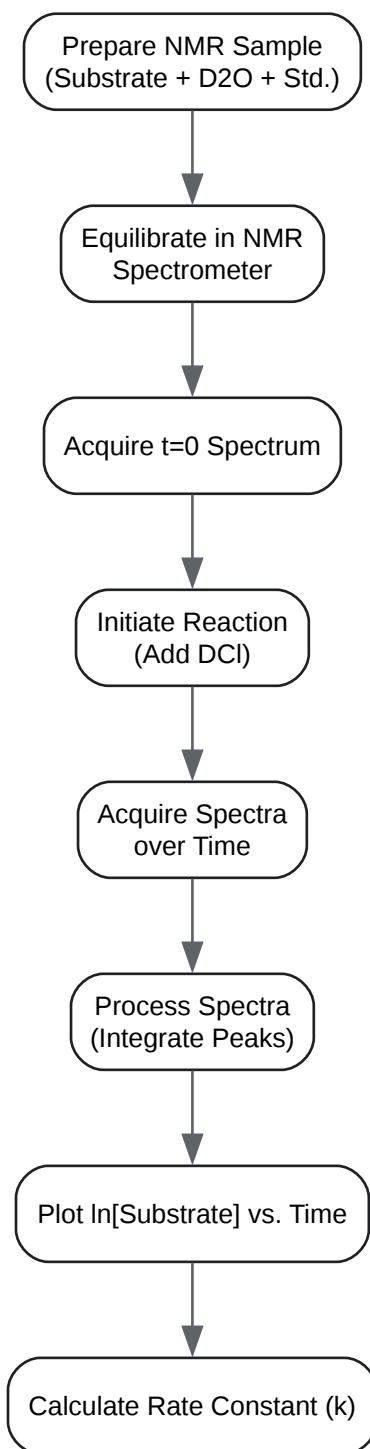 Prepare NMR Sample
(Substrate + D2O + Std.)
Equilibrate in NMR
Spectrometer
Acquire t=0 Spectrum
Initiate Reaction
(Add DCl)
Acquire Spectra
over Time
Process Spectra
(Integrate Peaks)
Plot ln[Substrate] vs. Time
Calculate Rate Constant (k)